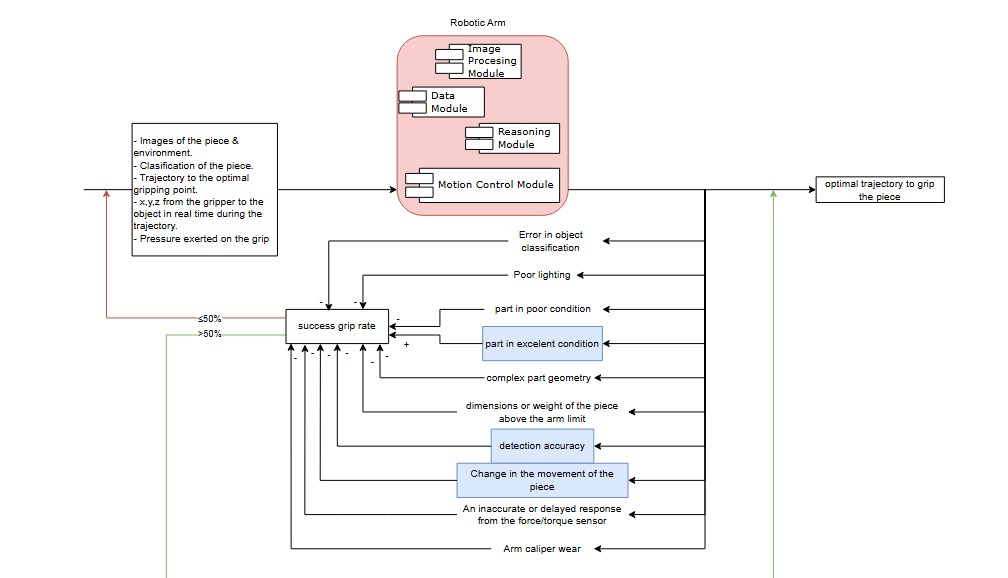 Robotic Arm
Image
Procesing
Module
Data
Module
Reasoning
Module
Motion Control Module
- Images of the piece &
environment.
- Clasification of the piece.
- Trajectory to the optimal
gripping point.
- x,y,z from the gripper to the
object in real time during the
trajectory.
- Pressure exerted on the grip
optimal trajectory to grip
the piece
Error in object
classification
Poor lighting
part in poor condition
part in excelent condition
complex part geometry
dimensions or weight of the piece
above the arm limit
detection accuracy
Change in the movement of the
piece
An inaccurate or delayed response
from the force/torque sensor
Arm caliper wear
success grip rate
≤50%
>50%
-
-
-
+
-
-
-
-
-
-